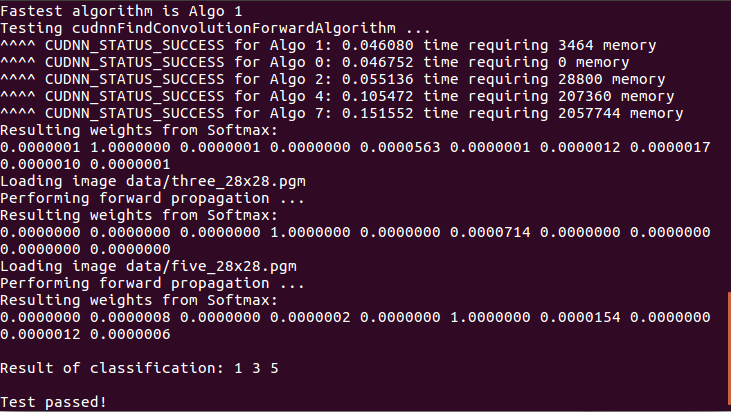 Fastest algorithm is Algo 1
Testing cudnnFindConvolutionForwardAlgorithm ...
^^^^ CUDNN_STATUS_SUCCESS for Algo 1: 0.046080 time requiring 3464 memory
^^^^ CUDNN_STATUS_SUCCESS for Algo 0: 0.046752 time requiring 0 memory
^^^^ CUDNN_STATUS_SUCCESS for Algo 2: 0.055136 time requiring 28800 memory
^^^^ CUDNN_STATUS_SUCCESS for Algo 4: 0.105472 time requiring 207360 memory
^^^^ CUDNN_STATUS_SUCCESS for Algo 7: 0.151552 time requiring 2057744 memory
Resulting weights from Softmax:
0.0000001 1.0000000 0.0000001 0.0000000 0.0000563 0.0000001 0.0000012 0.0000017
0.0000010 0.0000001
Loading image data/three_28x28.pgm
Performing forward propagation ...
Resulting weights from Softmax:
0.0000000 0.0000000 0.0000000 1.0000000 0.0000000 0.0000714 0.0000000 0.0000000
0.0000000 0.0000000
Loading image data/five_28x28.pgm
Performing forward propagation ...
Resulting weights from Softmax:
0.0000000 0.0000008 0.0000000 0.0000002 0.0000000 1.0000000 0.0000154 0.0000000
0.0000012 0.0000006
Result of classification: 1 3 5
Test passed!